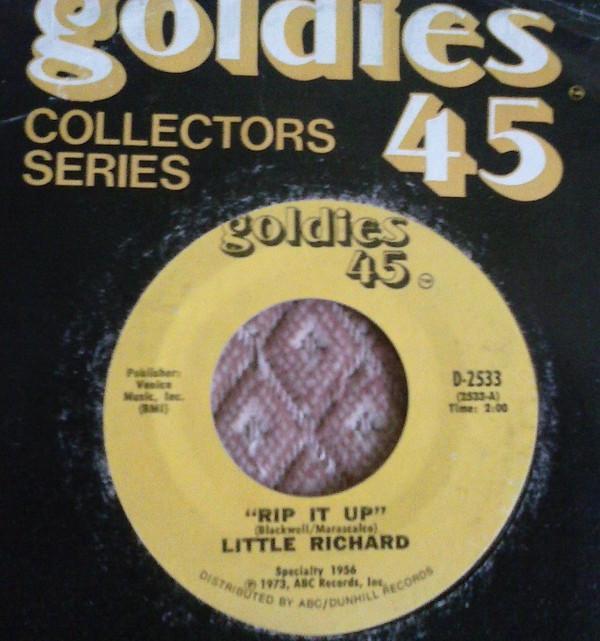 goldies
45
COLLECTORS
SERIES
goldies
45
Publisher:
Venice
Music, Inc.
(BMI)
D-2533
(2533-A)
Time: 2:00
"RIP IT UP"
(Blackwell/Marascalco)
LITTLE RICHARD
Specialty 1956
℗ 1973, ABC Records, Inc.
DISTRIBUTED BY ABC/DUNHILL RECORDS